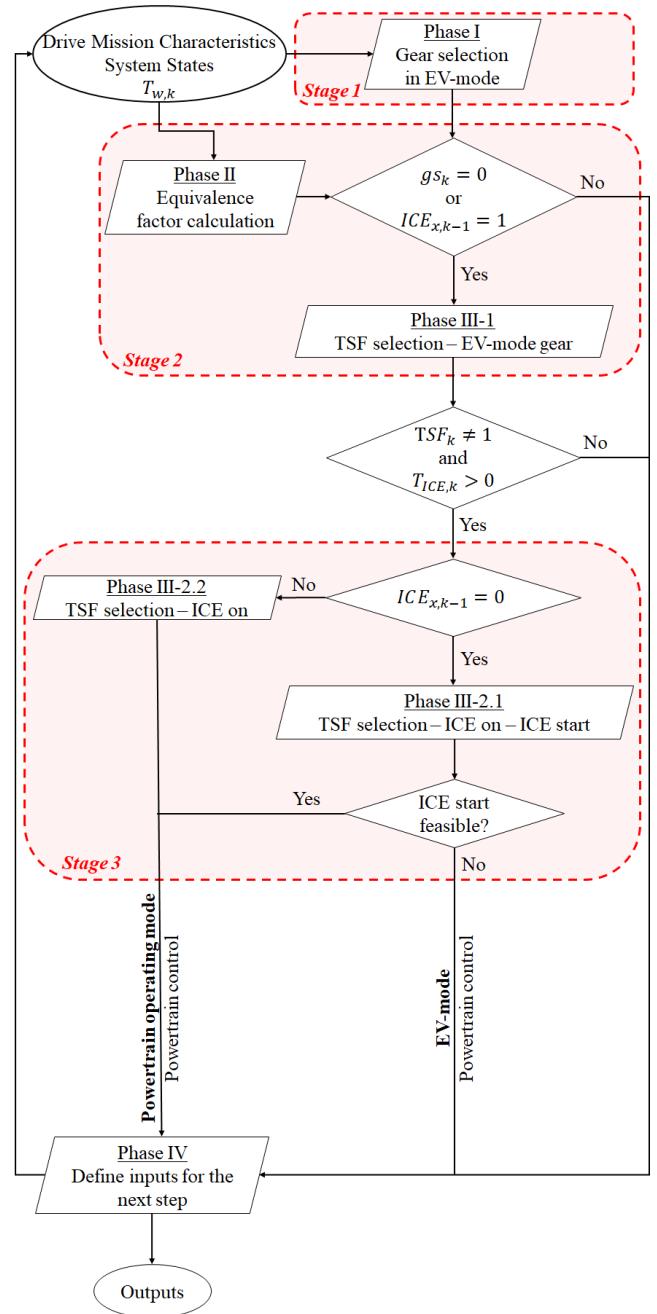 Drive Mission Characteristics
System States
T_{w,k}
Phase I
Gear selection
in EV-mode
Stage 1
Phase II
Equivalence
factor calculation
gs_k = 0
or
ICE_{x,k-1} = 1
No
Yes
Phase III-1
TSF selection – EV-mode gear
Stage 2
TSF_k ≠ 1
and
T_{ICE,k} > 0
No
Yes
Phase III-2.2
TSF selection – ICE on
No
ICE_{x,k-1} = 0
Yes
Phase III-2.1
TSF selection – ICE on – ICE start
Yes
ICE start
feasible?
Stage 3
No
Powertrain operating mode
Powertrain control
EV-mode
Powertrain control
Phase IV
Define inputs for the
next step
Outputs